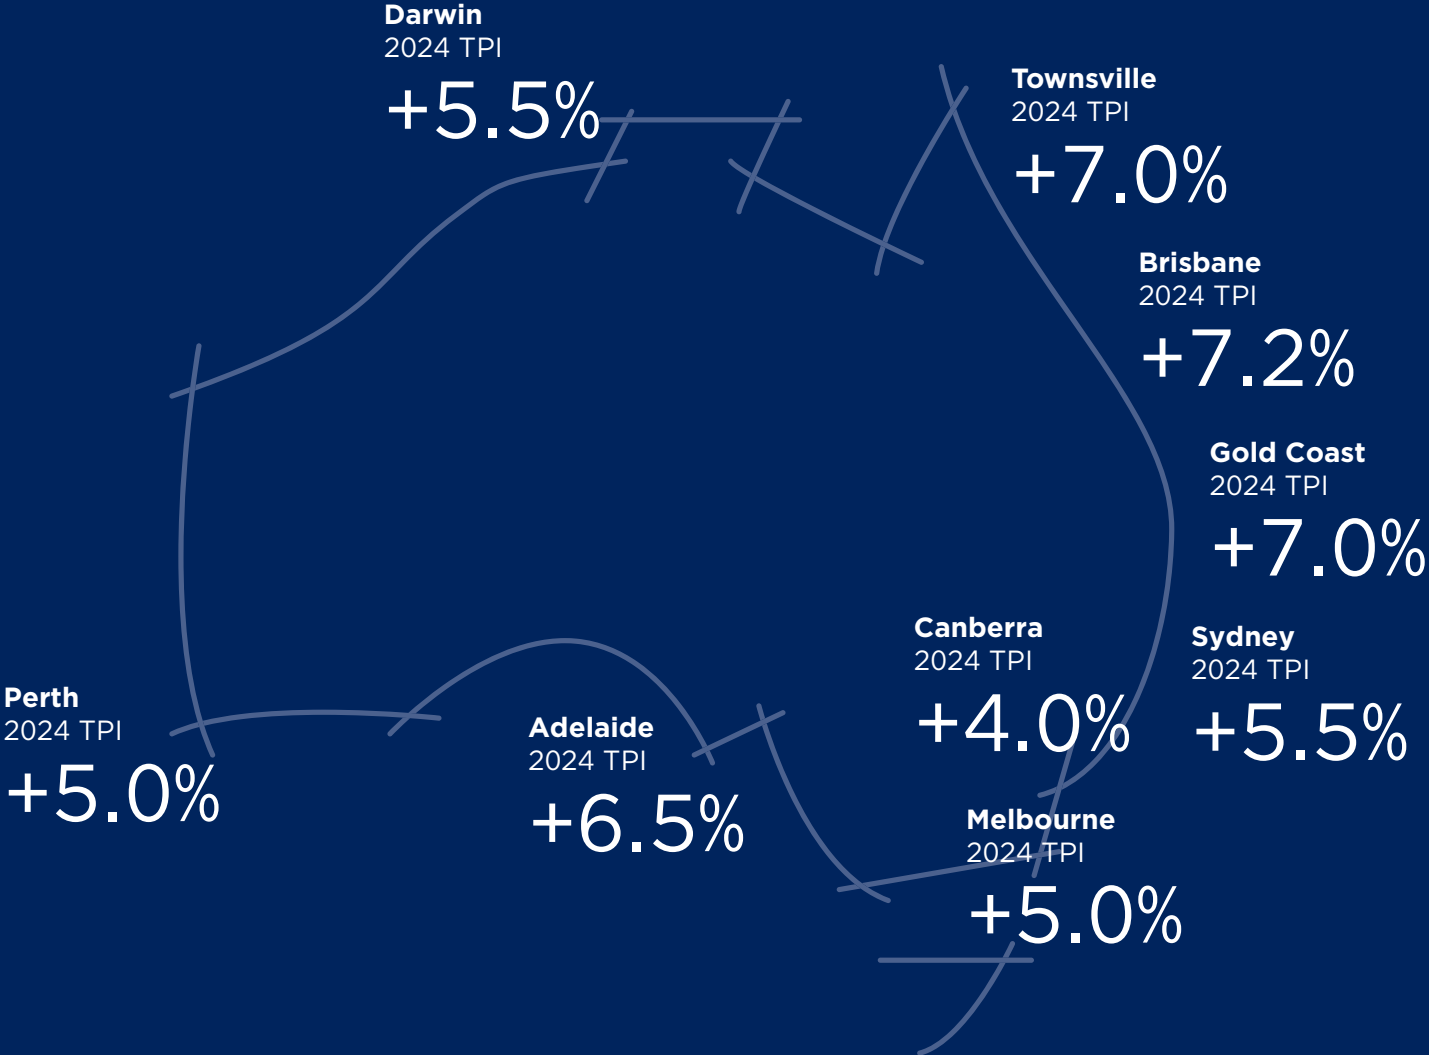 Darwin
2024 TPI
+5.5%
Townsville
2024 TPI
+7.0%
Brisbane
2024 TPI
+7.2%
Gold Coast
2024 TPI
+7.0%
Canberra
2024 TPI
+4.0%
Sydney
2024 TPI
+5.5%
Perth
2024 TPI
+5.0%
Adelaide
2024 TPI
+6.5%
Melbourne
2024 TPI
+5.0%